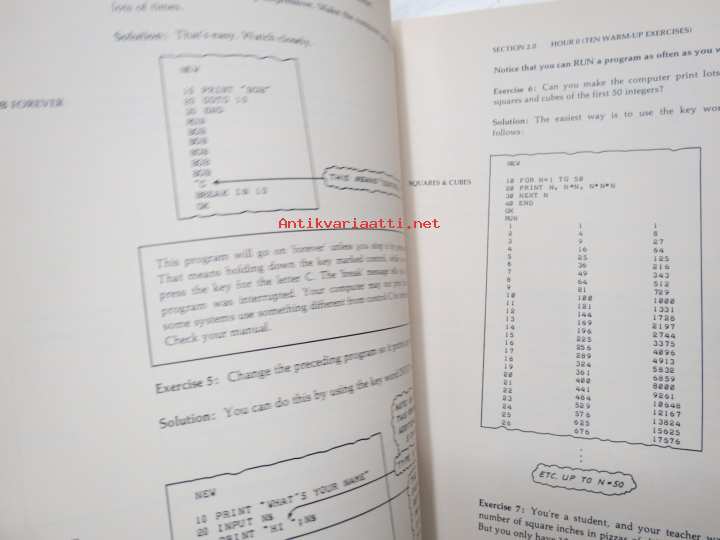 lots of times.
Solution: That's easy. Watch closely.
FOREVER
NEW
10 PRINT "BOB"
20 GOTO 10
30 END
RUN
BOB
BOB
BOB
BOB
BOB
^C
BREAK IN 10
OK
THIS MEANS
This program will go on 'forever' unless you stop it
That means holding down the key marked control, while
press the key for the letter C. The 'break' message
program was interrupted. Your computer may not
some systems use something different from control C
Check your manual.
Exercise 5: Change the preceding program so it
Solution: You can do this by using the key word
NEW
10 PRINT "WHAT'S YOUR NAME"
20 INPUT N$
PRINT "HI ";N$
Antikvariaatti.net
SECTION 2.0 HOUR 0 (TEN WARM-UP EXERCISES)
Notice that you can RUN a program as often as you
Exercise 6: Can you make the computer print lots
squares and cubes of the first 50 integers?
Solution: The easiest way is to use the key
follows:
SQUARES & CUBES
NEW
10 FOR N=1 TO 50
20 PRINT N, N*N, N*N*N
30 NEXT N
40 END
OK
RUN
1 1 1
2 4 8
3 9 27
4 16 64
5 25 125
6 36 216
7 49 343
8 64 512
9 81 729
10 100 1000
11 121 1331
12 144 1728
13 169 2197
14 196 2744
15 225 3375
16 256 4096
17 289 4913
18 324 5832
19 361 6859
20 400 8000
21 441 9261
22 484 10648
23 529 12167
24 576 13824
25 625 15625
26 676 17576
ETC. UP TO N=50
Exercise 7: You're a student, and your teacher
number of square inches in pizzas of
But you only have